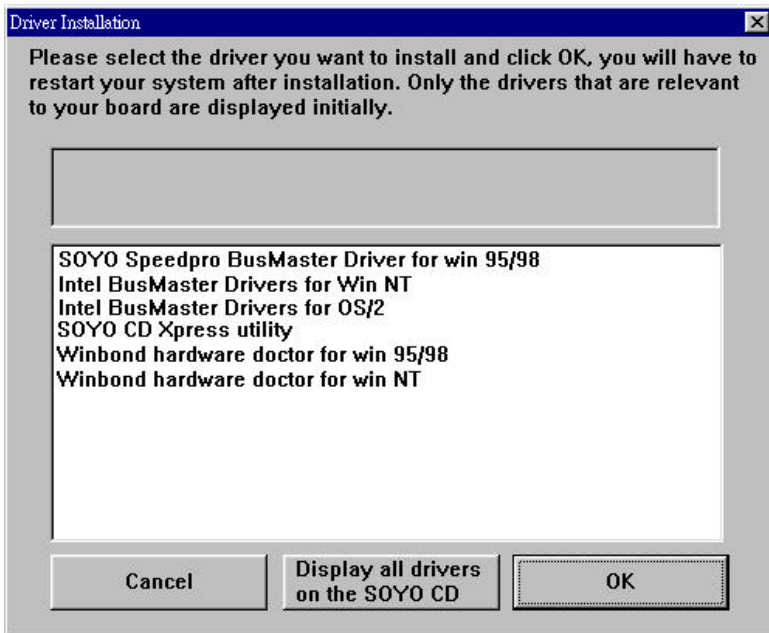 Driver Installation
Please select the driver you want to install and click OK, you will have to
restart your system after installation. Only the drivers that are relevant
to your board are displayed initially.
SOYO Speedpro BusMaster Driver for win 95/98
Intel BusMaster Drivers for Win NT
Intel BusMaster Drivers for OS/2
SOYO CD Xpress utility
Winbond hardware doctor for win 95/98
Winbond hardware doctor for win NT
Cancel
Display all drivers
on the SOYO CD
OK